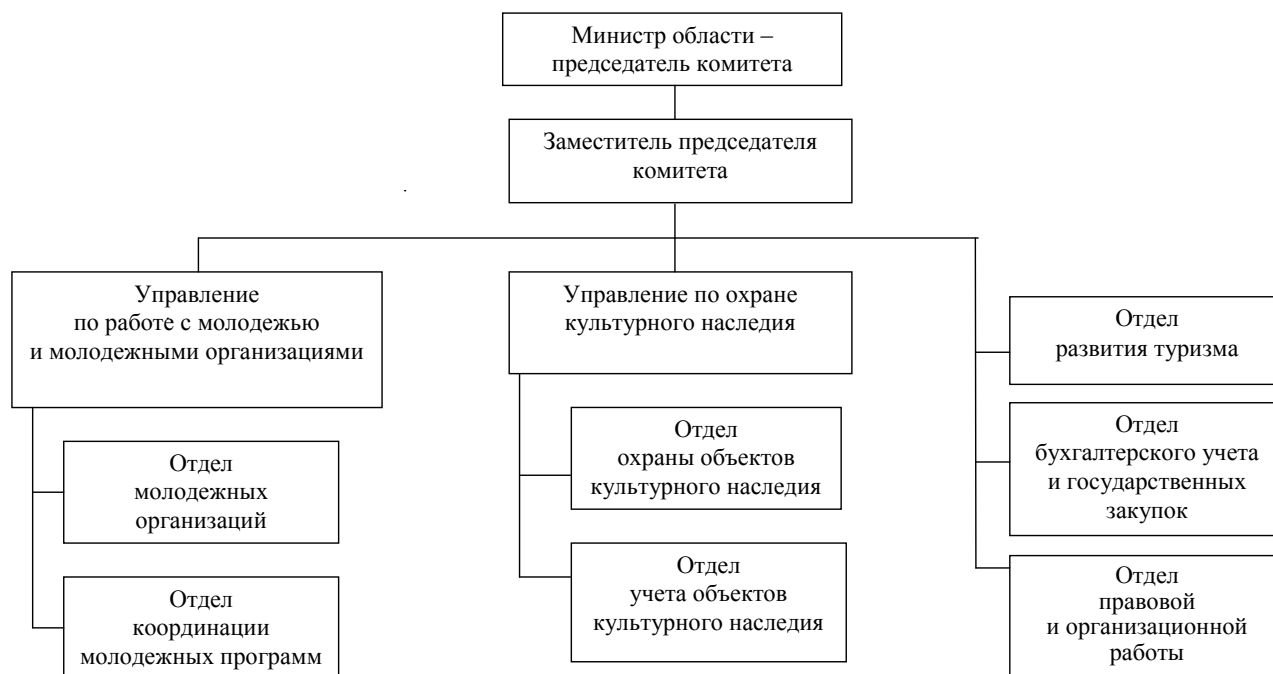 Министр области –
председатель комитета
Заместитель председателя
комитета
Управление
по работе с молодежью
и молодежными организациями
Отдел
молодежных
организаций
Отдел
координации
молодежных программ
Управление по охране
культурного наследия
Отдел
охраны объектов
культурного наследия
Отдел
учета объектов
культурного наследия
Отдел
развития туризма
Отдел
бухгалтерского учета
и государственных
закупок
Отдел
правовой
и организационной
работы